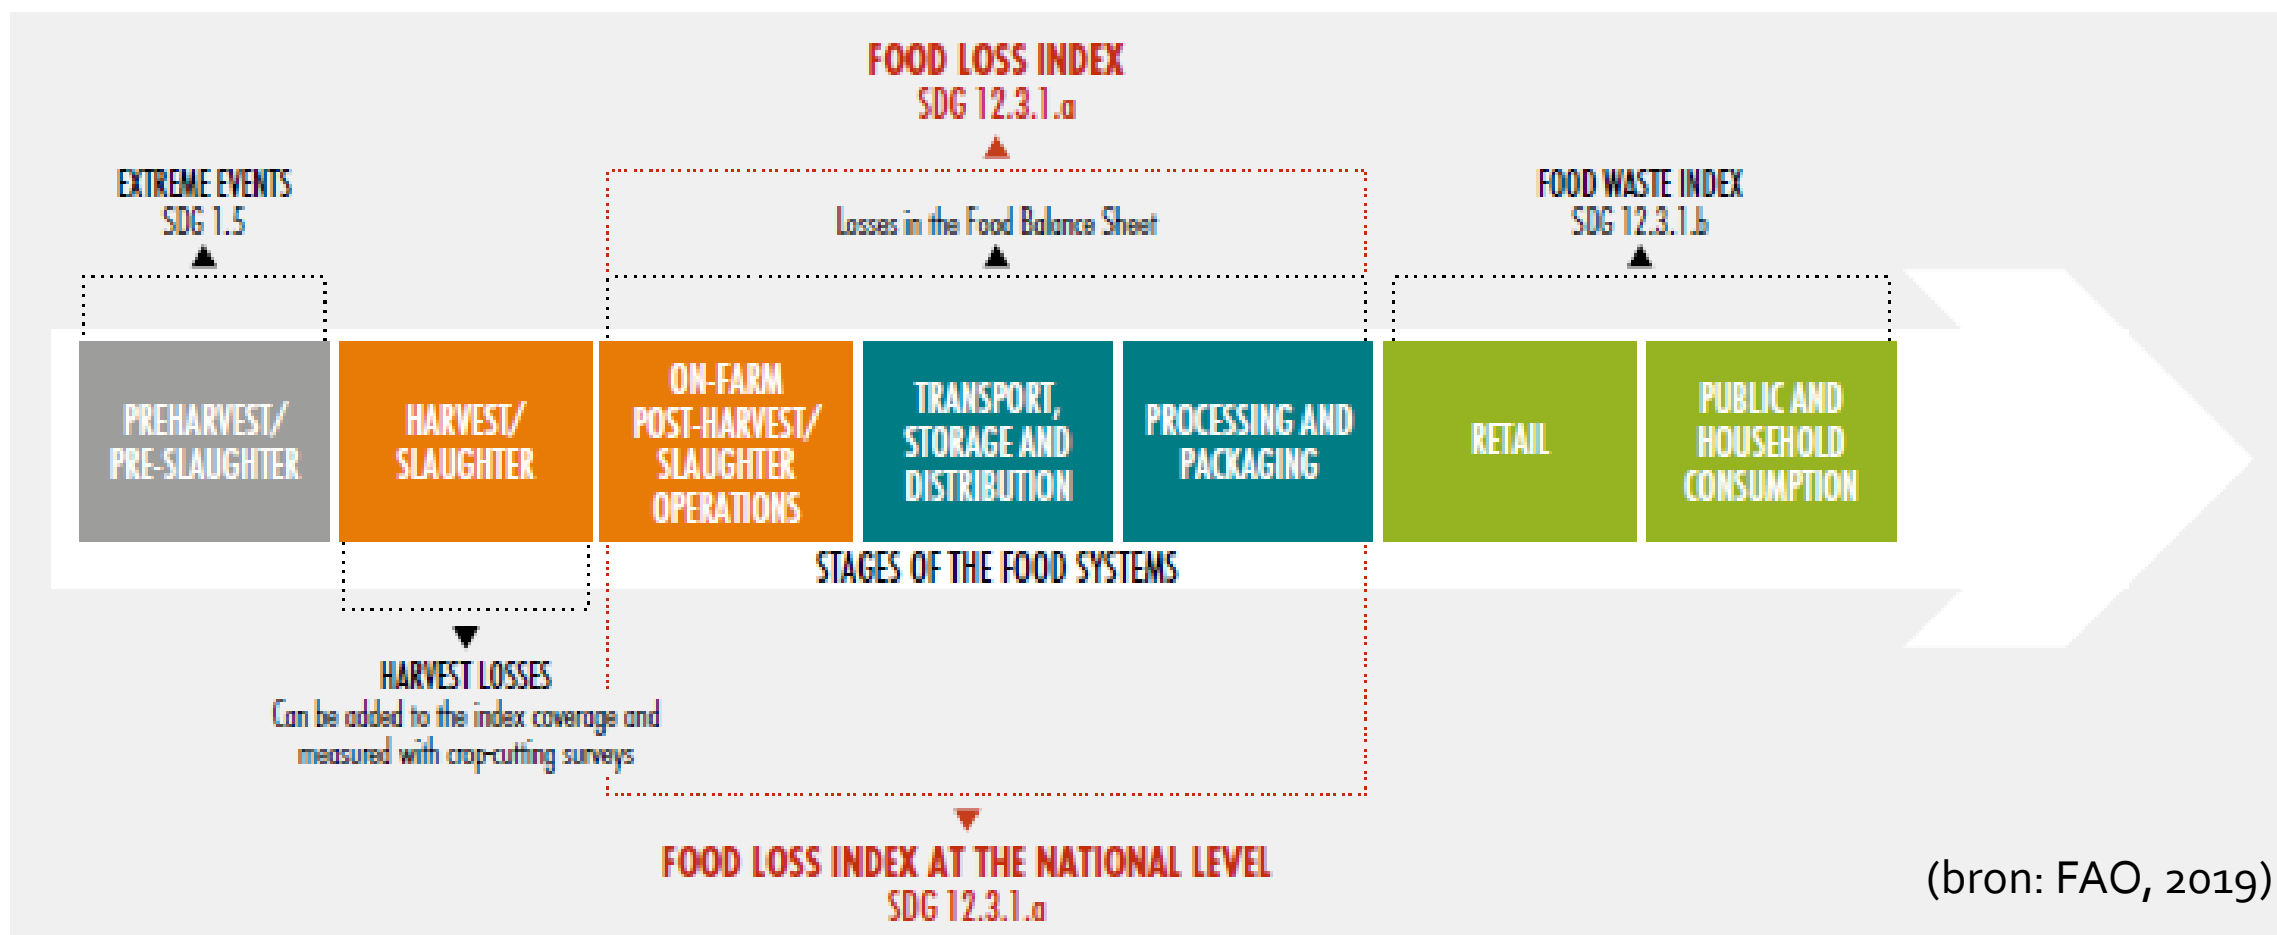 FOOD LOSS INDEX
SDG 12.3.1.a
EXTREME EVENTS
SDG 1.5
Losses in the Food Balance Sheet
FOOD WASTE INDEX
SDG 12.3.1.b
PREHARVEST/
PRE-SLAUGHTER
HARVEST/
SLAUGHTER
ON-FARM
POST-HARVEST/
SLAUGHTER
OPERATIONS
TRANSPORT,
STORAGE AND
DISTRIBUTION
PROCESSING AND
PACKAGING
RETAIL
PUBLIC AND
HOUSEHOLD
CONSUMPTION
STAGES OF THE FOOD SYSTEMS
HARVEST LOSSES
Can be added to the index coverage and
measured with crop-cutting surveys
FOOD LOSS INDEX AT THE NATIONAL LEVEL
SDG 12.3.1.a
(bron: FAO, 2019)